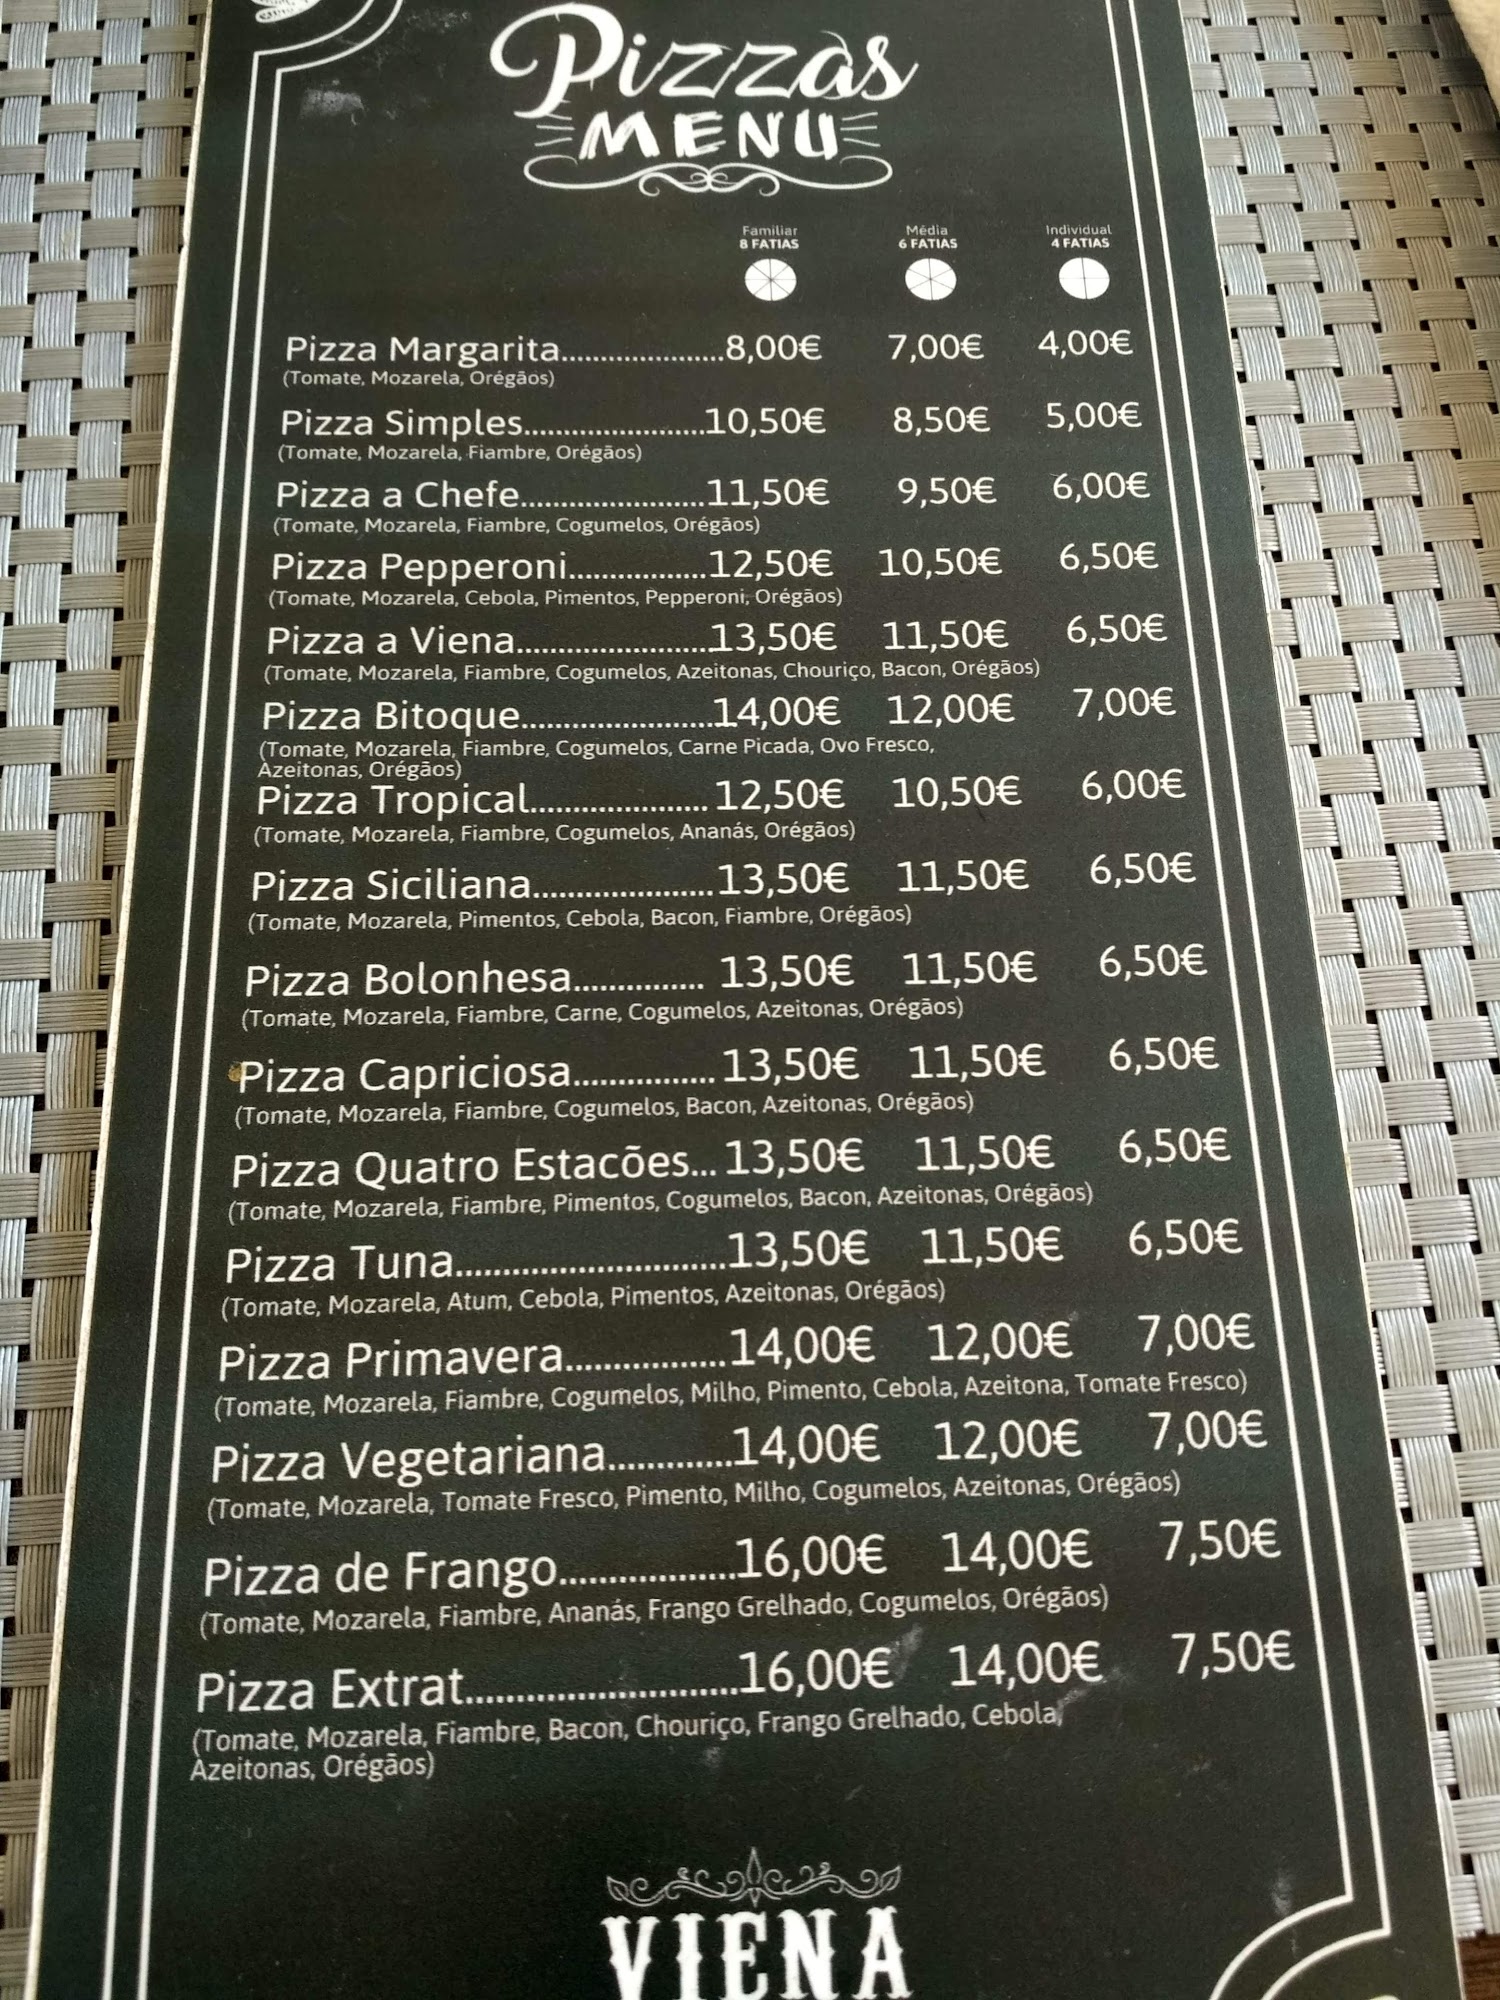 Pizzas
MENU
Familiar Média Individual
8 FATIAS 6 FATIAS 4 FATIAS
Pizza Margarita.....................8,00€ 7,00€ 4,00€
(Tomate, Mozarela, Orégãos)
Pizza Simples.......................10,50€ 8,50€ 5,00€
(Tomate, Mozarela, Fiambre, Orégãos)
Pizza a Chefe.......................11,50€ 9,50€ 6,00€
(Tomate, Mozarela, Fiambre, Cogumelos, Orégãos)
Pizza Pepperoni.................12,50€ 10,50€ 6,50€
(Tomate, Mozarela, Cebola, Pimentos, Pepperoni, Orégãos)
Pizza a Viena........................13,50€ 11,50€ 6,50€
(Tomate, Mozarela, Fiambre, Cogumelos, Azeitonas, Chouriço, Bacon, Orégãos)
Pizza Bitoque.......................14,00€ 12,00€ 7,00€
(Tomate, Mozarela, Fiambre, Cogumelos, Carne Picada, Ovo Fresco,
Azeitonas, Orégãos)
Pizza Tropical..................... 12,50€ 10,50€ 6,00€
(Tomate, Mozarela, Fiambre, Cogumelos, Ananás, Orégãos)
Pizza Siciliana.....................13,50€ 11,50€ 6,50€
(Tomate, Mozarela, Pimentos, Cebola, Bacon, Fiambre, Orégãos)
Pizza Bolonhesa............... 13,50€ 11,50€ 6,50€
(Tomate, Mozarela, Fiambre, Carne, Cogumelos, Azeitonas, Orégãos)
Pizza Capriciosa................ 13,50€ 11,50€ 6,50€
(Tomate, Mozarela, Fiambre, Cogumelos, Bacon, Azeitonas, Orégãos)
Pizza Quatro Estacões... 13,50€ 11,50€ 6,50€
(Tomate, Mozarela, Fiambre, Pimentos, Cogumelos, Bacon, Azeitonas, Orégãos)
Pizza Tuna.............................13,50€ 11,50€ 6,50€
(Tomate, Mozarela, Atum, Cebola, Pimentos, Azeitonas, Orégãos)
Pizza Primavera.................14,00€ 12,00€ 7,00€
(Tomate, Mozarela, Fiambre, Cogumelos, Milho, Pimento, Cebola, Azeitona, Tomate Fresco)
Pizza Vegetariana.............14,00€ 12,00€ 7,00€
(Tomate, Mozarela, Tomate Fresco, Pimento, Milho, Cogumelos, Azeitonas, Orégãos)
Pizza de Frango..................16,00€ 14,00€ 7,50€
(Tomate, Mozarela, Fiambre, Ananás, Frango Grelhado, Cogumelos, Orégãos)
Pizza Extrat...........................16,00€ 14,00€ 7,50€
(Tomate, Mozarela, Fiambre, Bacon, Chouriço, Frango Grelhado, Cebola,
Azeitonas, Orégãos)
VIENA